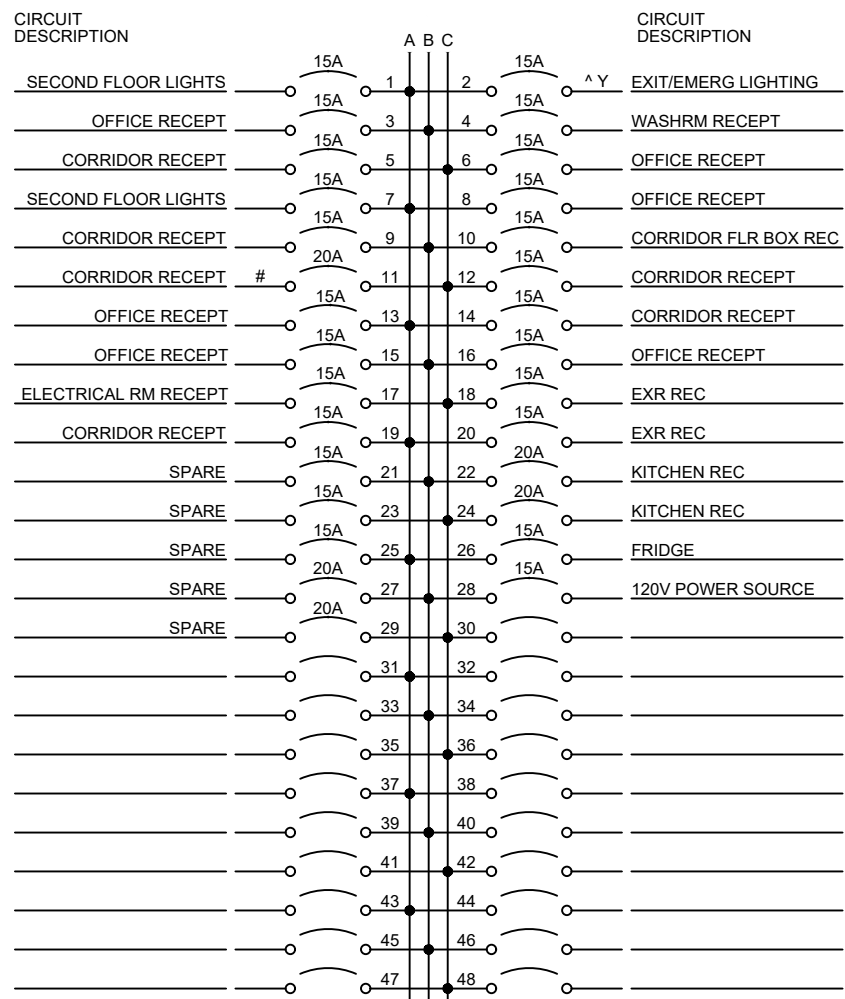 CIRCUIT DESCRIPTION
CIRCUIT DESCRIPTION
A B C
15A 15A
SECOND FLOOR LIGHTS 1 2 ^ Y EXIT/EMERG LIGHTING
15A 15A
OFFICE RECEPT 3 4 WASHRM RECEPT
15A 15A
CORRIDOR RECEPT 5 6 OFFICE RECEPT
15A 15A
SECOND FLOOR LIGHTS 7 8 OFFICE RECEPT
15A 15A
CORRIDOR RECEPT 9 10 CORRIDOR FLR BOX REC
20A 15A
CORRIDOR RECEPT # 11 12 CORRIDOR RECEPT
15A 15A
OFFICE RECEPT 13 14 CORRIDOR RECEPT
15A 15A
OFFICE RECEPT 15 16 OFFICE RECEPT
15A 15A
ELECTRICAL RM RECEPT 17 18 EXR REC
15A 15A
CORRIDOR RECEPT 19 20 EXR REC
15A 20A
SPARE 21 22 KITCHEN REC
15A 20A
SPARE 23 24 KITCHEN REC
15A 15A
SPARE 25 26 FRIDGE
20A 15A
SPARE 27 28 120V POWER SOURCE
20A
SPARE 29 30
31 32
33 34
35 36
37 38
39 40
41 42
43 44
45 46
47 48